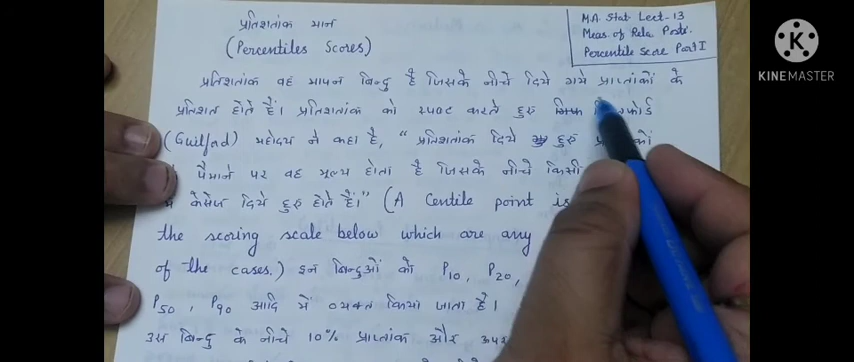 प्रतिशतांक मान
(Percentiles Scores)
M.A. Stat Lect-13
Meas. of Rela. Posti.
Percentile Score Part I
K
KINEMASTER
प्रतिशतांक वह मापन बिन्दु है जिसके नीचे दिये गये प्राप्तांकों के
प्रतिशत होते हैं। प्रतिशतांक को स्पष्ट करते हुए
(Guilford) महोदय ने कहा है, "प्रतिशतांक दिये हुए
पैमाने पर वह मूल्य होता है जिसके नीचे किसी
केसेज दिये हुए होते हैं।" (A Centile point is
the scoring scale below which are any
of the cases.) इन बिन्दुओं को P10, P20,
P50, P90 आदि में व्यक्त किया जाता है।
उस बिन्दु के नीचे 10% प्राप्तांक और ऊपर